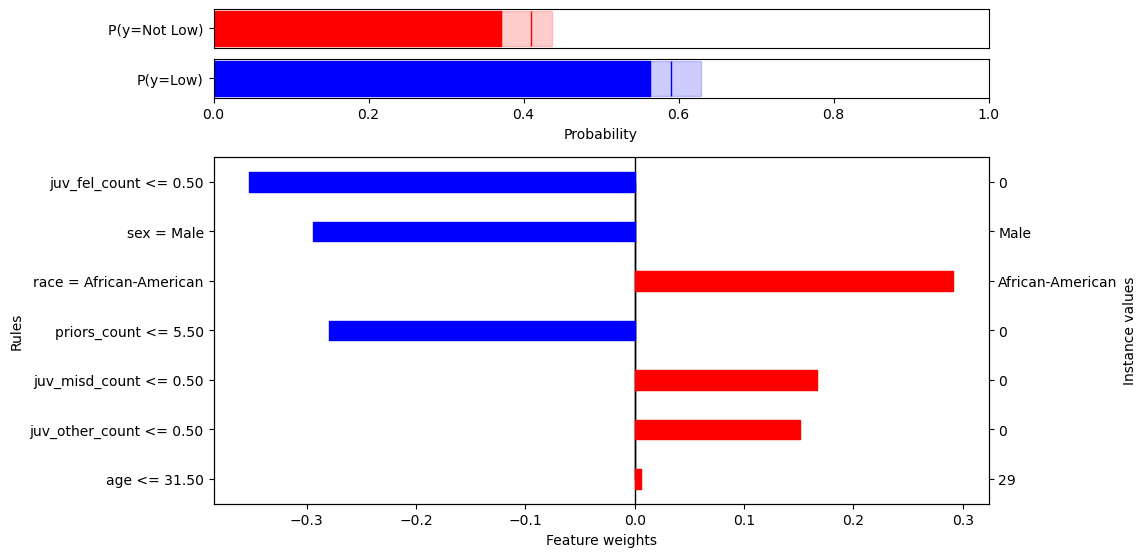 P(y=Not Low)
P(y=Low)
0.0 0.2 0.4 0.6 0.8 1.0
Probability
Rules
juv_fel_count <= 0.50 0
sex = Male Male
race = African-American African-American
priors_count <= 5.50 0
juv_misd_count <= 0.50 0
juv_other_count <= 0.50 0
age <= 31.50 29
Instance values
−0.3 −0.2 −0.1 0.0 0.1 0.2 0.3
Feature weights